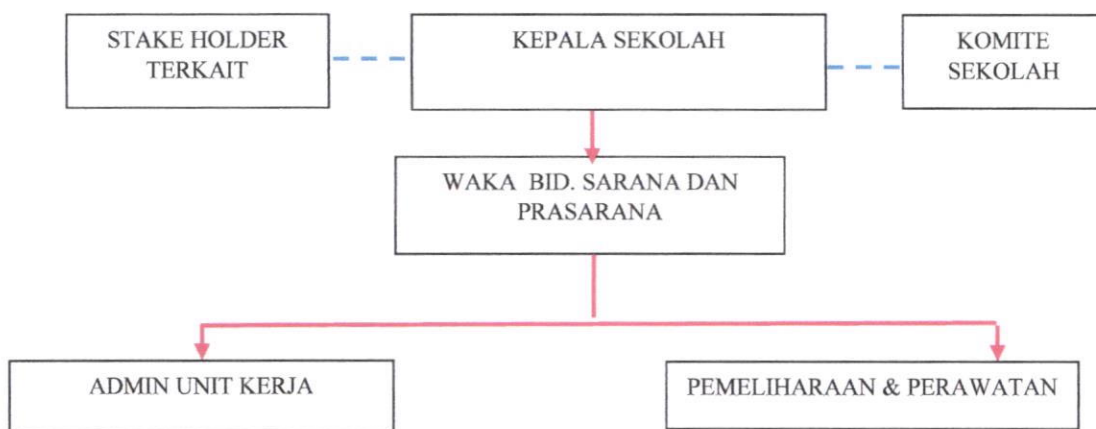 STAKE HOLDER
TERKAIT
KEPALA SEKOLAH
KOMITE
SEKOLAH
WAKA BID. SARANA DAN
PRASARANA
ADMIN UNIT KERJA
PEMELIHARAAN & PERAWATAN